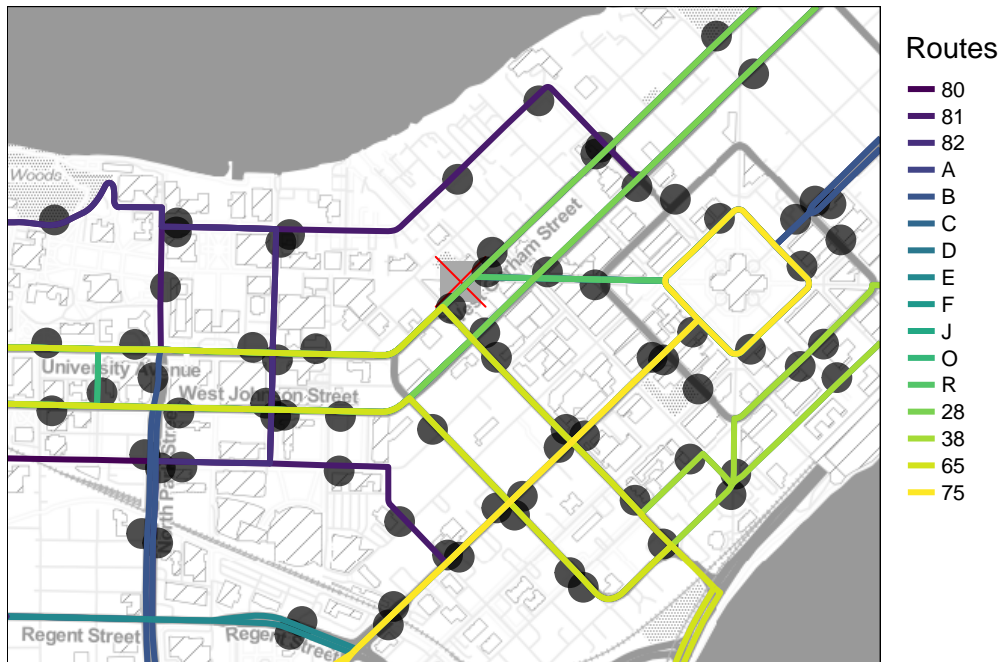 Routes
80
81
82
A
B
C
D
E
F
J
O
R
28
38
65
75
Woods
University Avenue
West Johnson Street
Regent Street
Regent Street